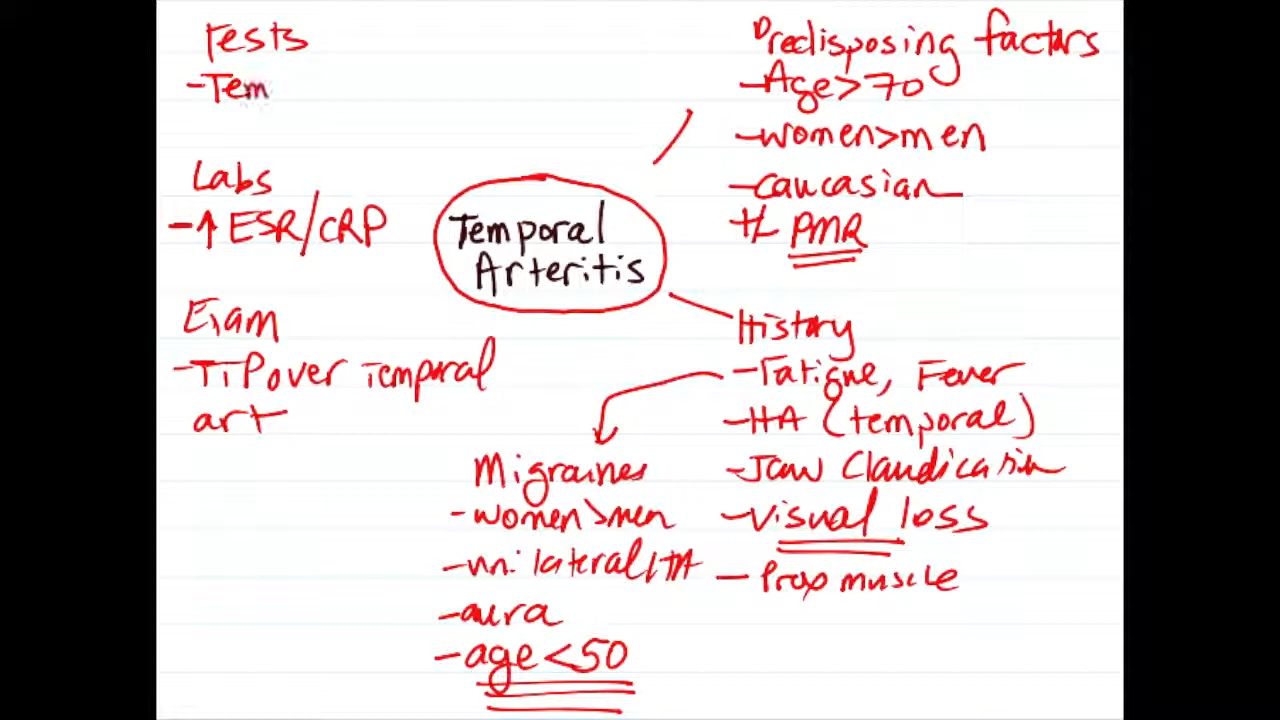 Tests
-Tem
Labs
-↑ESR/CRP
Exam
-TTP over Temporal
art
Temporal
Arteritis
Predisposing factors
-Age>70
-women>men
-caucasian
+/- PMR
History
-Fatigue, Fever
-HA (temporal)
-Jaw Claudication
-visual loss
-Prox muscle
Migraines
-women>men
-unilateral HA
-aura
-age<50